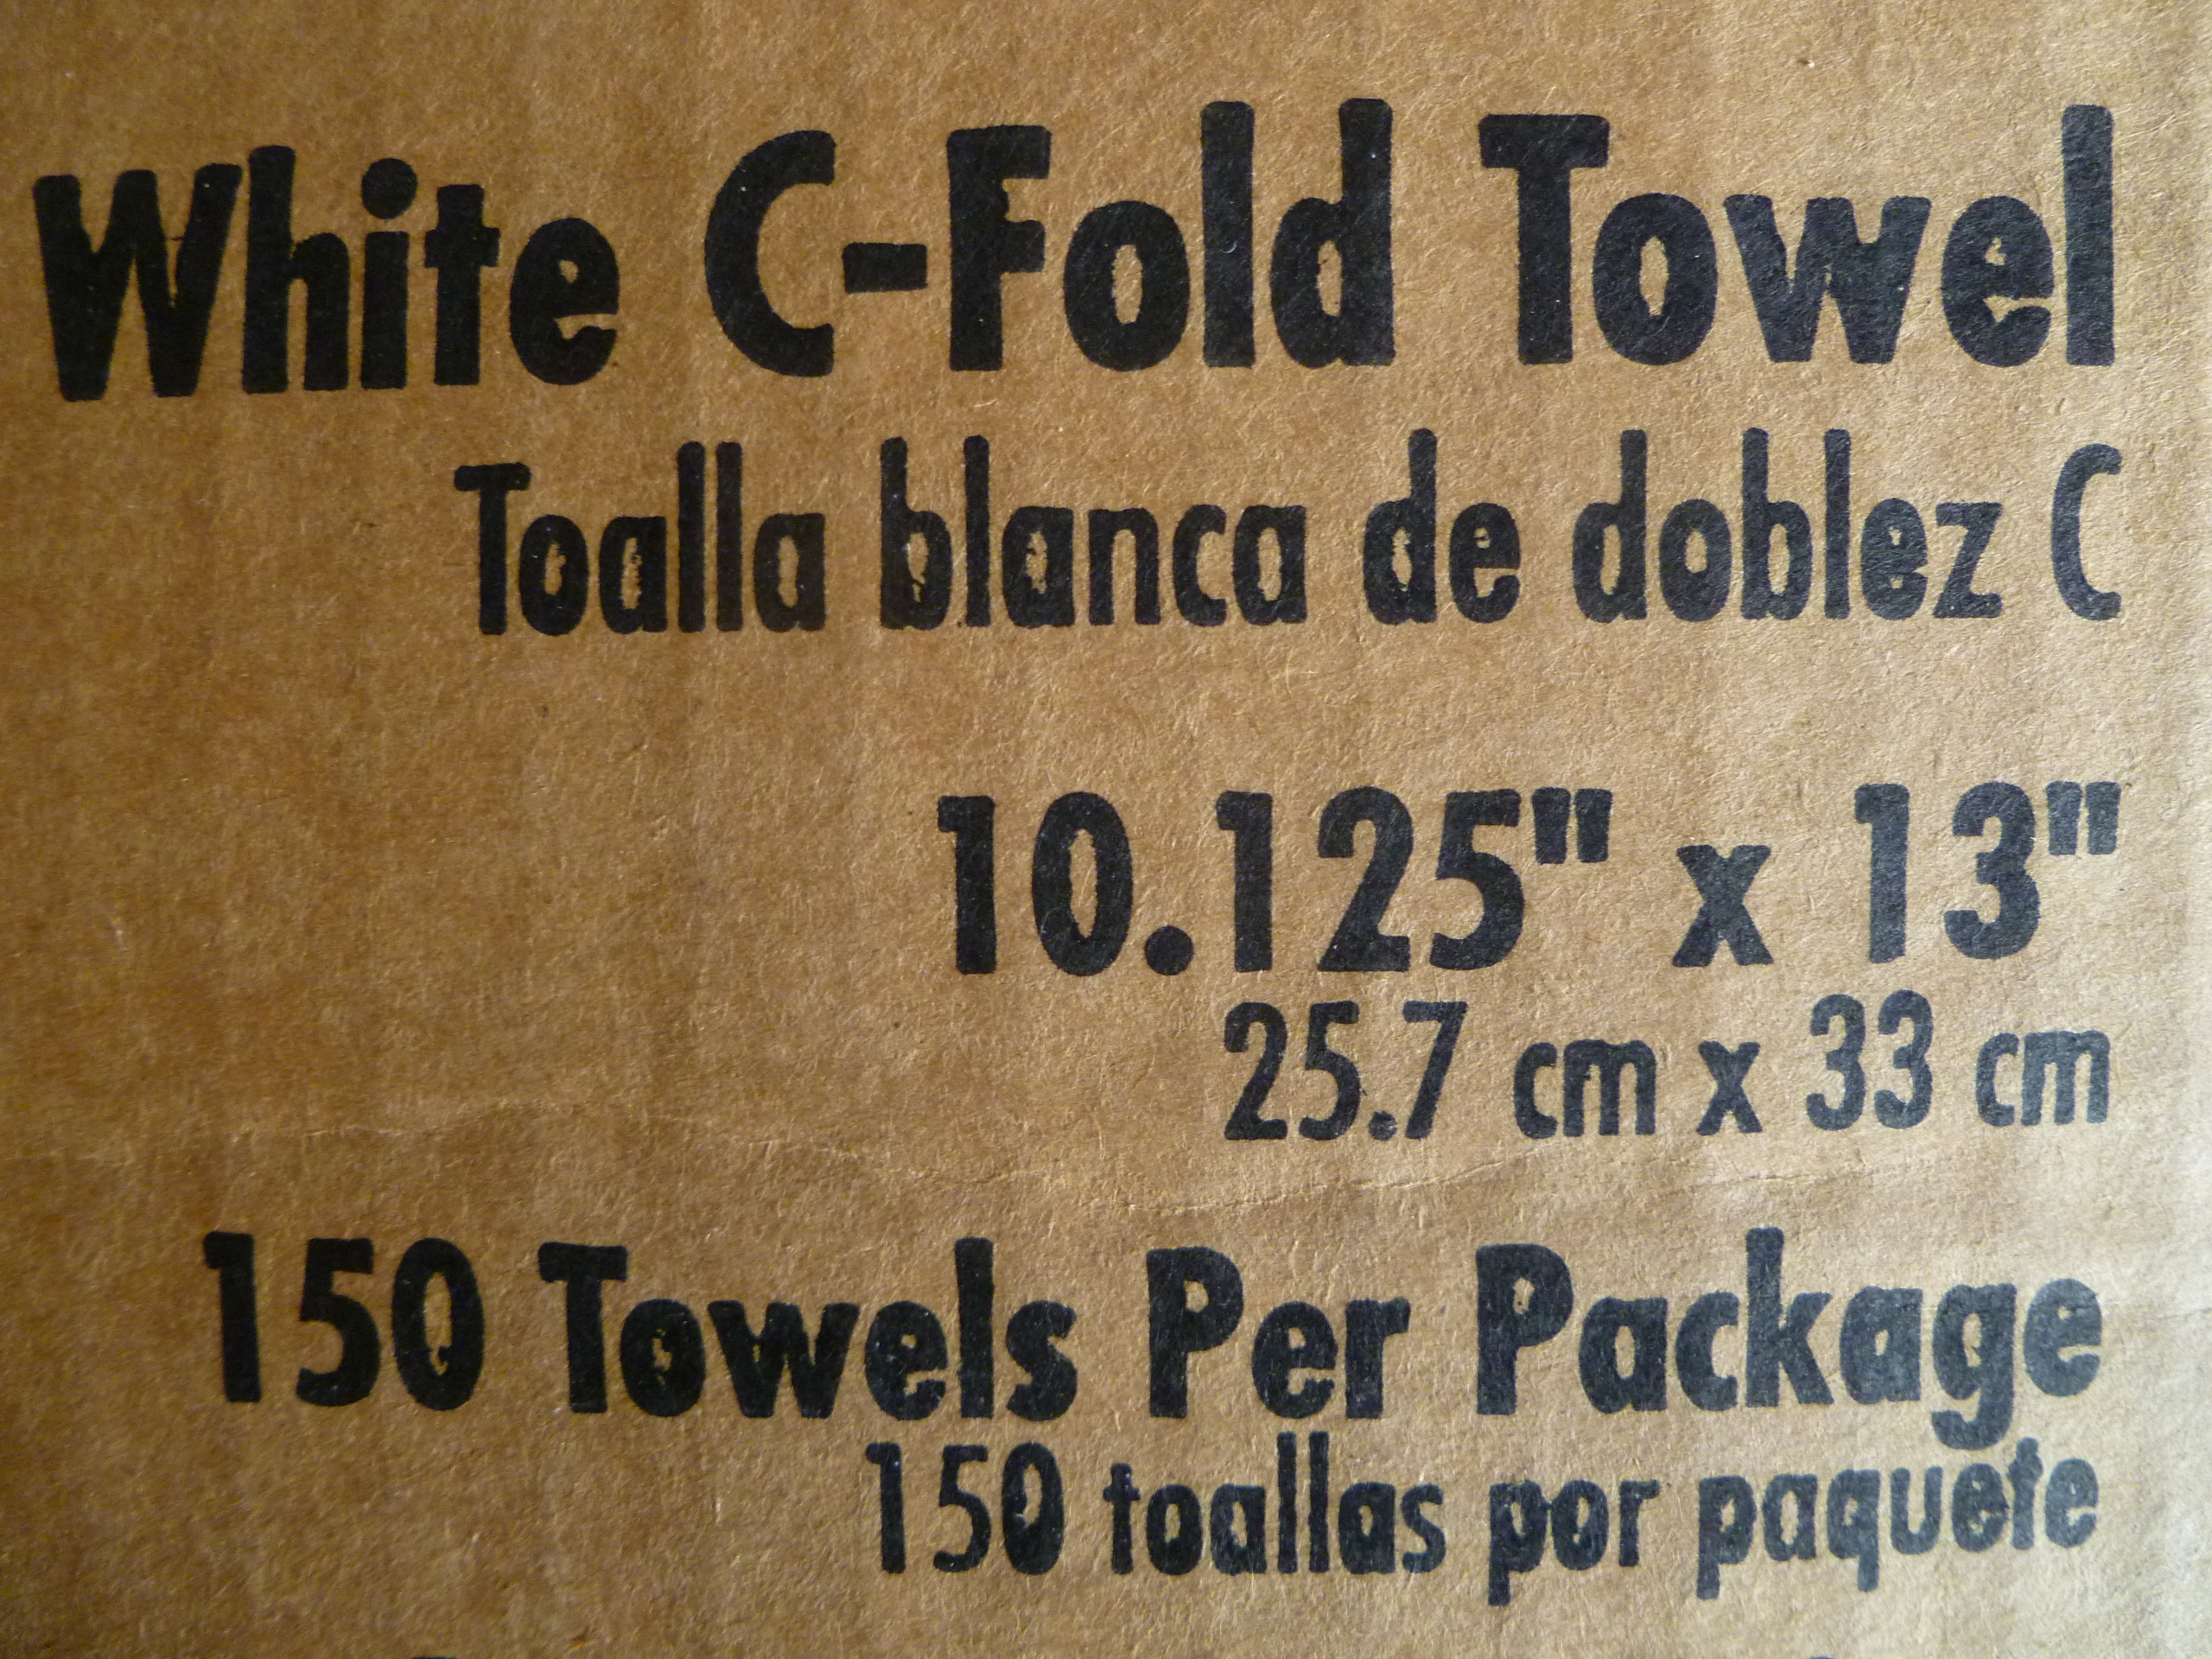 White C-Fold Towel
Toalla blanca de doblez C
10.125" x 13"
25.7 cm x 33 cm
150 Towels Per Package
150 toallas por paquete